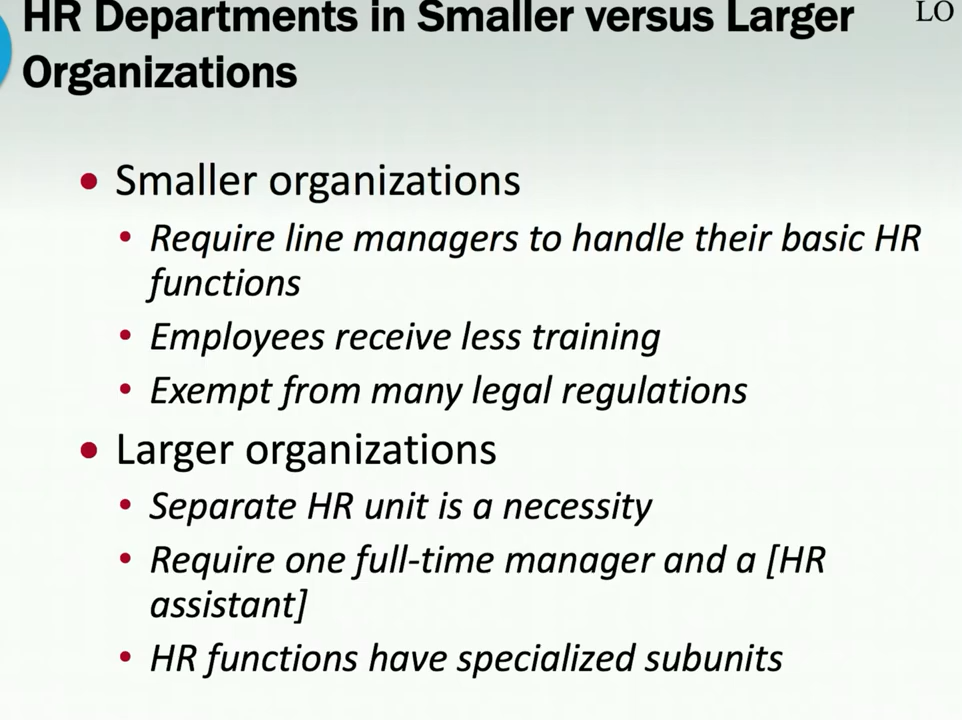 HR Departments in Smaller versus Larger
LO
Organizations
• Smaller organizations
• Require line managers to handle their basic HR
functions
• Employees receive less training
• Exempt from many legal regulations
• Larger organizations
• Separate HR unit is a necessity
• Require one full-time manager and a [HR
assistant]
• HR functions have specialized subunits